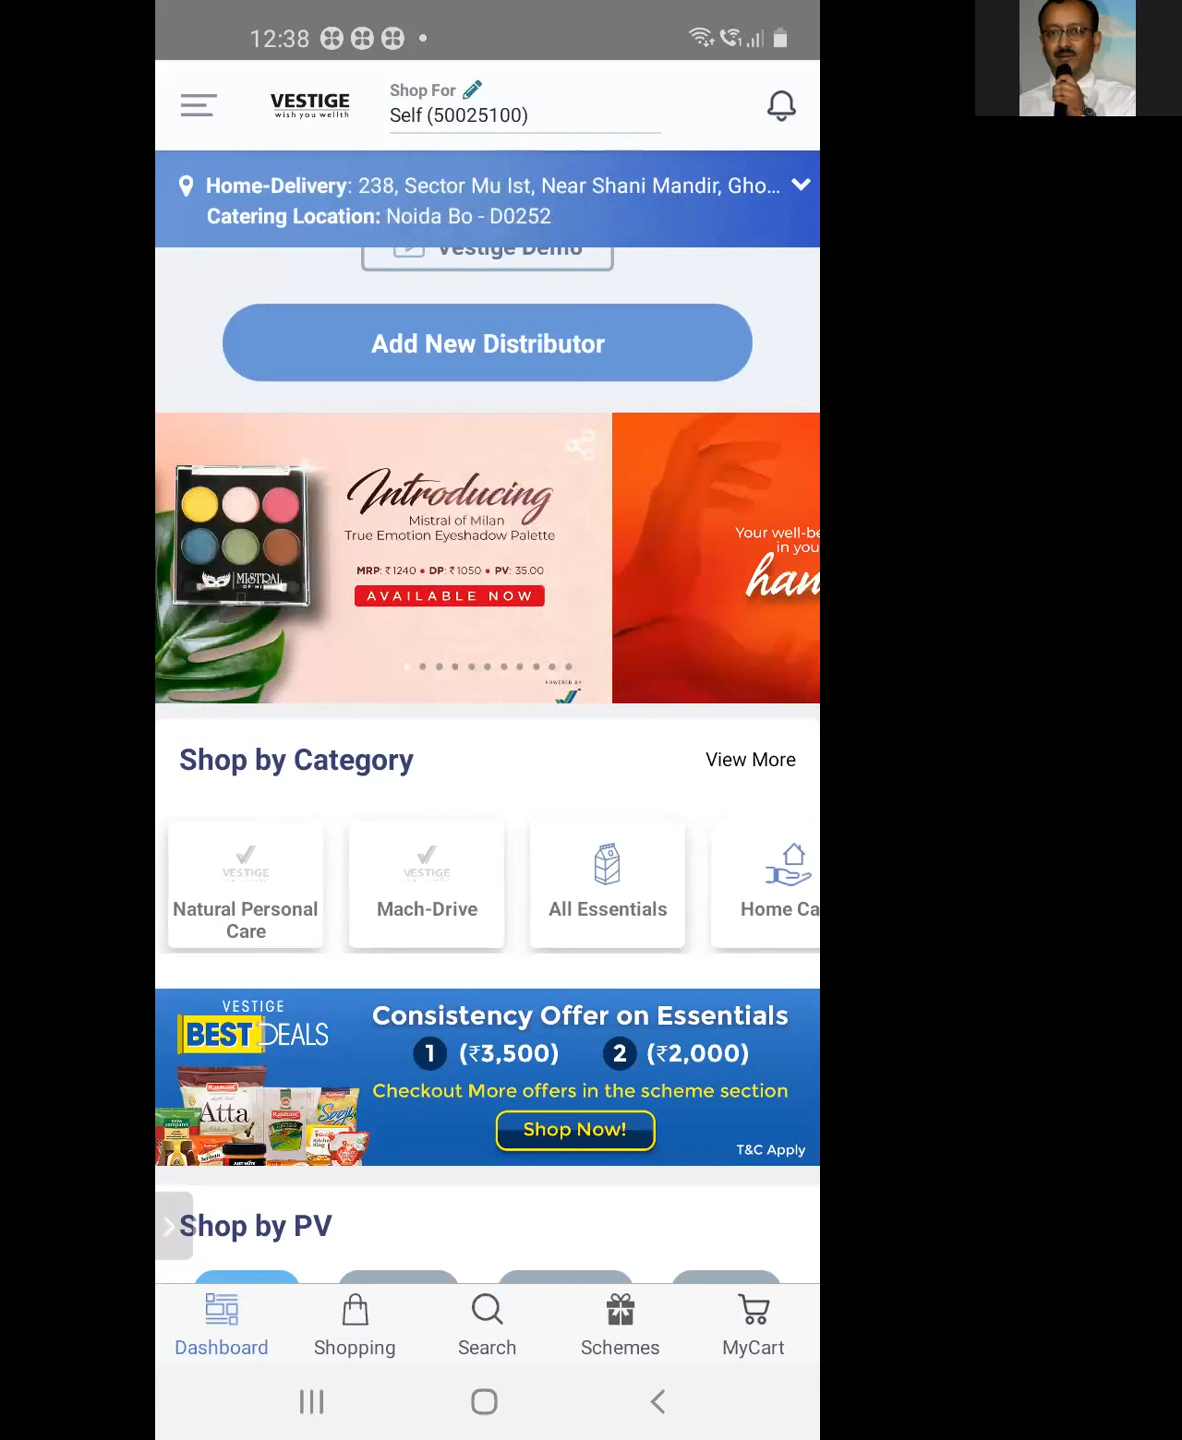 12:38
VESTIGE
wish you wellth
Shop For
Self (50025100)
Home-Delivery: 238, Sector Mu Ist, Near Shani Mandir, Gho...
Catering Location: Noida Bo - D0252
Vestige Demo
Add New Distributor
Introducing
Mistral of Milan
True Emotion Eyeshadow Palette
MRP: ₹1240 • DP: ₹1050 • PV: 35.00
AVAILABLE NOW
MISTRAL
POWERED BY
Your well-be
in you
han
Shop by Category
View More
VESTIGE
Natural Personal
Care
VESTIGE
Mach-Drive
All Essentials
Home Ca
VESTIGE
BEST DEALS
Atta
Consistency Offer on Essentials
1 (₹3,500) 2 (₹2,000)
Checkout More offers in the scheme section
Shop Now!
T&C Apply
Shop by PV
Dashboard
Shopping
Search
Schemes
MyCart